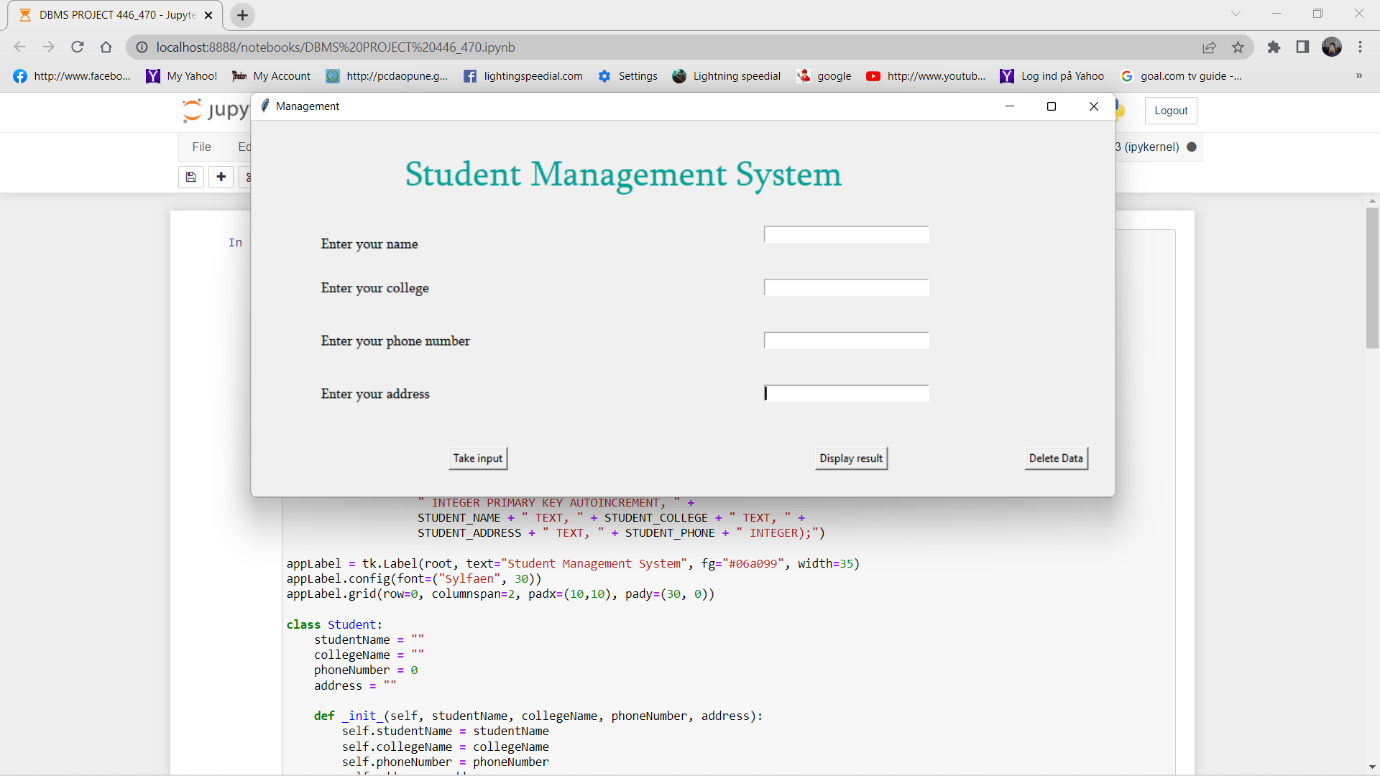 DBMS PROJECT 446_470 - Jupyte
localhost:8888/notebooks/DBMS%20PROJECT%20446_470.ipynb
http://www.facebo... My Yahoo! My Account http://pcdaopune.g... lightingspeedial.com Settings Lightning speedial google http://www.youtub... Log ind på Yahoo goal.com tv guide -... »
jupy Management Logout
File Ed 3 (ipykernel)
Student Management System
In
Enter your name
Enter your college
Enter your phone number
Enter your address
Take input Display result Delete Data
" INTEGER PRIMARY KEY AUTOINCREMENT, " +
STUDENT_NAME + " TEXT, " + STUDENT_COLLEGE + " TEXT, " +
STUDENT_ADDRESS + " TEXT, " + STUDENT_PHONE + " INTEGER);")
appLabel = tk.Label(root, text="Student Management System", fg="#06a099", width=35)
appLabel.config(font=("Sylfaen", 30))
appLabel.grid(row=0, columnspan=2, padx=(10,10), pady=(30, 0))
class Student:
studentName = ""
collegeName = ""
phoneNumber = 0
address = ""
def _init_(self, studentName, collegeName, phoneNumber, address):
self.studentName = studentName
self.collegeName = collegeName
self.phoneNumber = phoneNumber